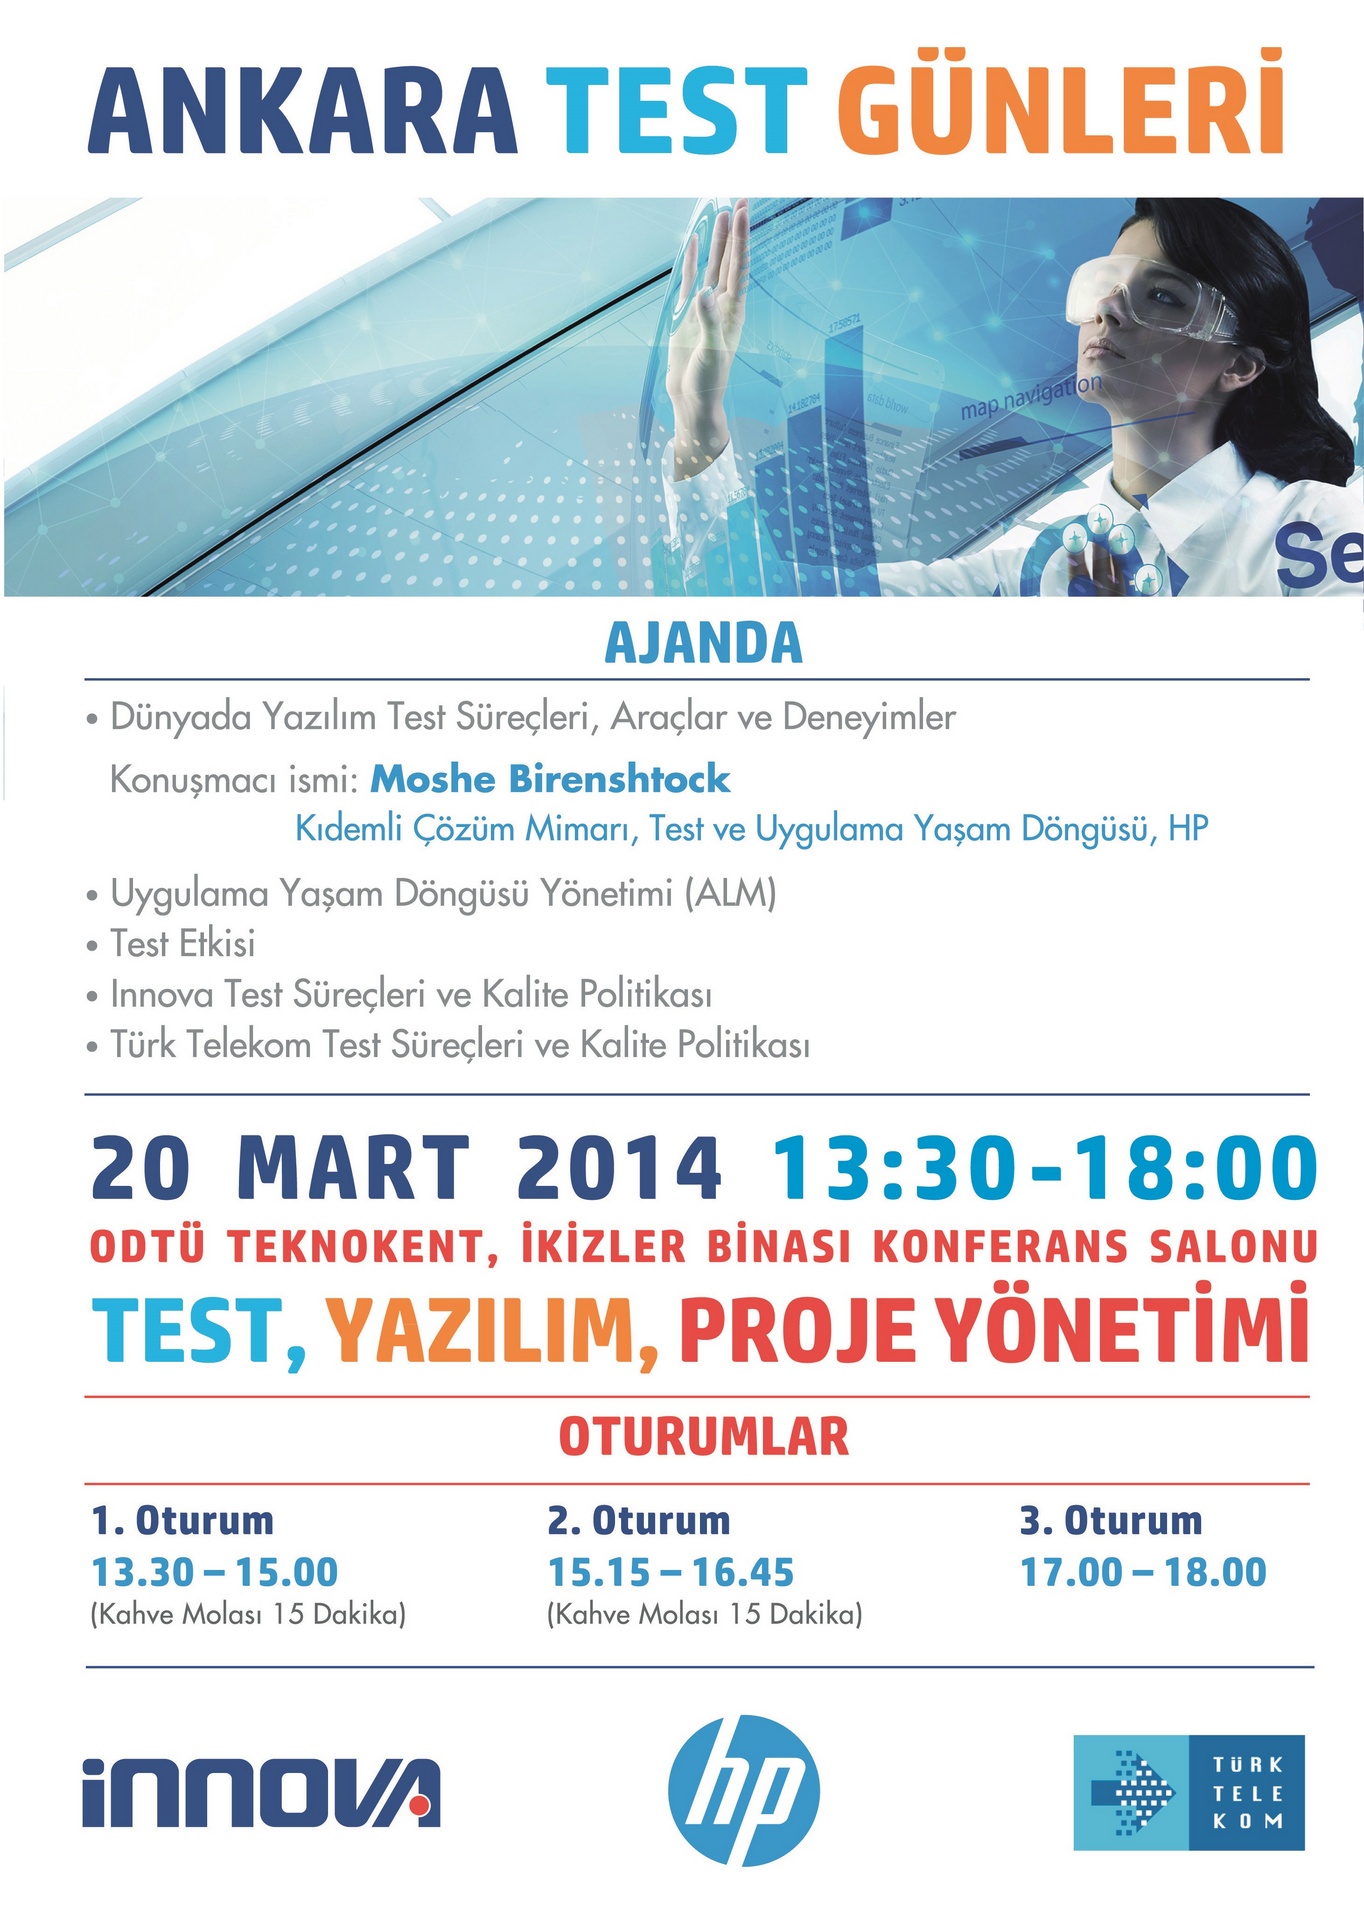 ANKARA TEST GÜNLERİ
1758571
14182784
map navigation
Se
AJANDA
• Dünyada Yazılım Test Süreçleri, Araçlar ve Deneyimler
Konuşmacı ismi: Moshe Birenshtock
Kıdemli Çözüm Mimarı, Test ve Uygulama Yaşam Döngüsü, HP
• Uygulama Yaşam Döngüsü Yönetimi (ALM)
• Test Etkisi
• Innova Test Süreçleri ve Kalite Politikası
• Türk Telekom Test Süreçleri ve Kalite Politikası
20 MART 2014 13:30-18:00
ODTÜ TEKNOKENT, İKİZLER BİNASI KONFERANS SALONU
TEST, YAZILIM, PROJE YÖNETİMİ
OTURUMLAR
1. Oturum
13.30 – 15.00
(Kahve Molası 15 Dakika)
2. Oturum
15.15 – 16.45
(Kahve Molası 15 Dakika)
3. Oturum
17.00 – 18.00
innova
hp
TÜRK
TELE
KOM